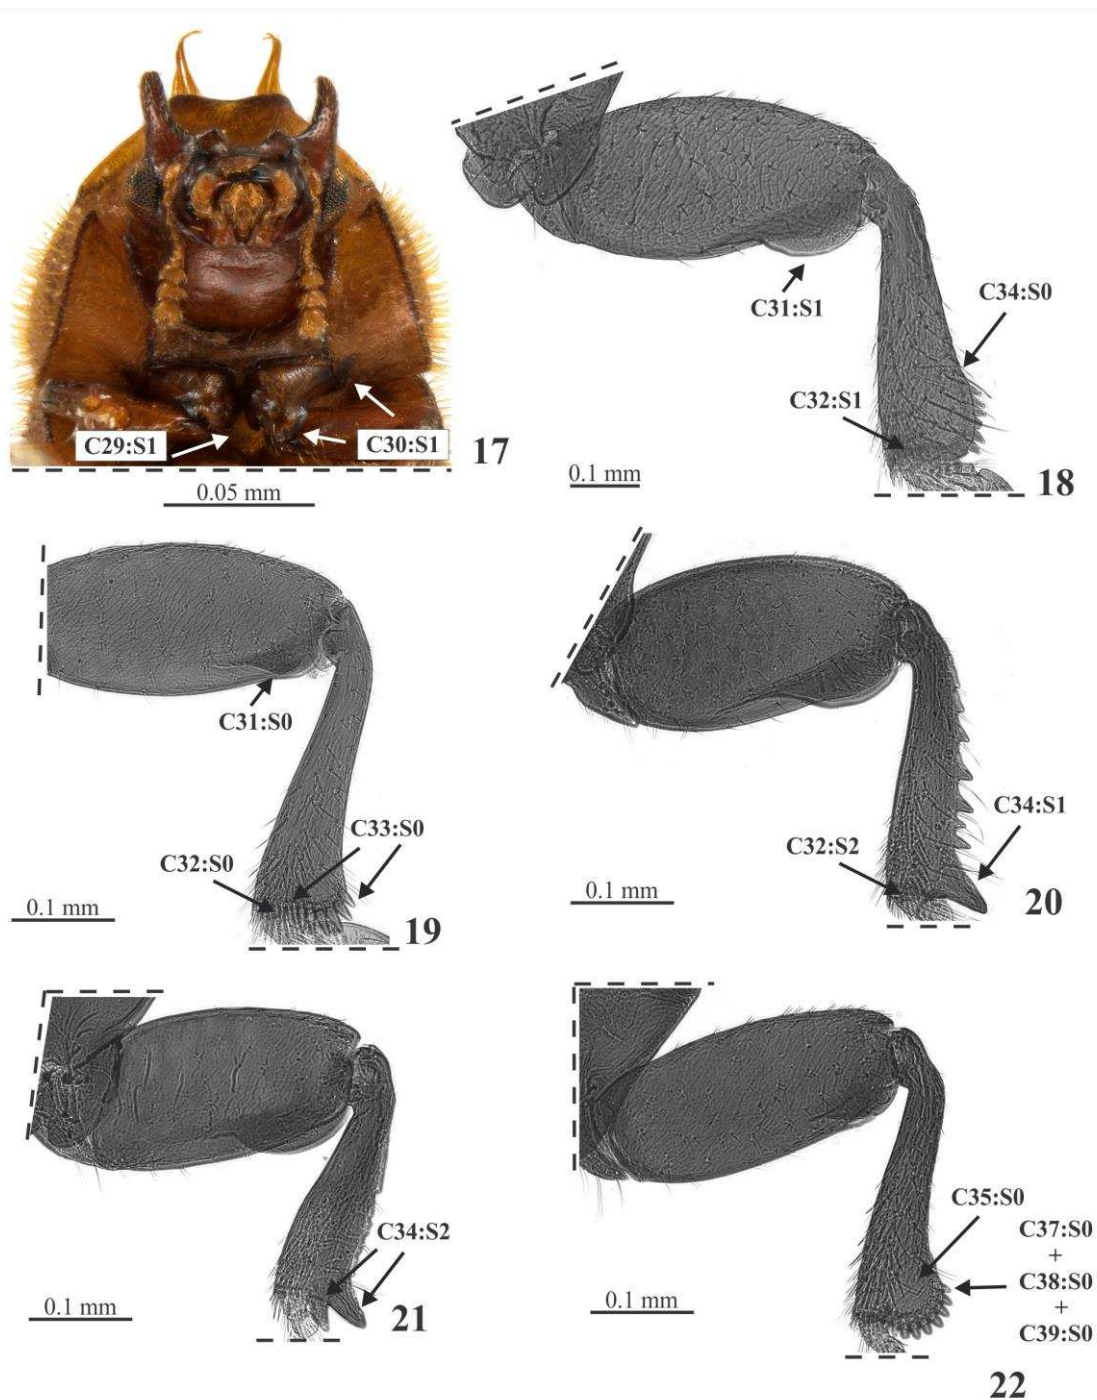 C29:S1
C30:S1
17
0.05 mm
C31:S1
C34:S0
C32:S1
0.1 mm
18
C31:S0
C33:S0
C32:S0
0.1 mm
19
C34:S1
C32:S2
0.1 mm
20
C34:S2
0.1 mm
21
C35:S0
C37:S0
+
C38:S0
+
C39:S0
0.1 mm
22